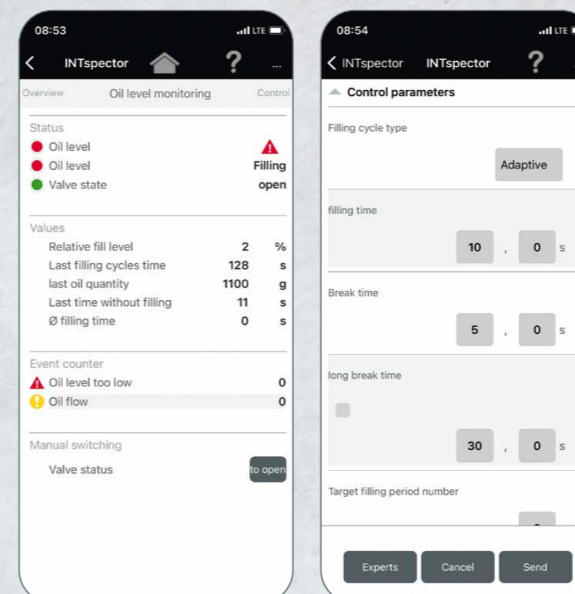 08:53
LTE
INTspector
?
...
Overview
Oil level monitoring
Control
Status
Oil level
Oil level Filling
Valve state open
Values
Relative fill level 2 %
Last filling cycles time 128 s
last oil quantity 1100 g
Last time without filling 11 s
Ø filling time 0 s
Event counter
Oil level too low 0
Oil flow 0
Manual switching
Valve status to open
08:54
LTE
INTspector
INTspector
?
Control parameters
Filling cycle type
Adaptive
filling time
10 , 0 s
Break time
5 , 0 s
long break time
30 , 0 s
Target filling period number
Experts Cancel Send